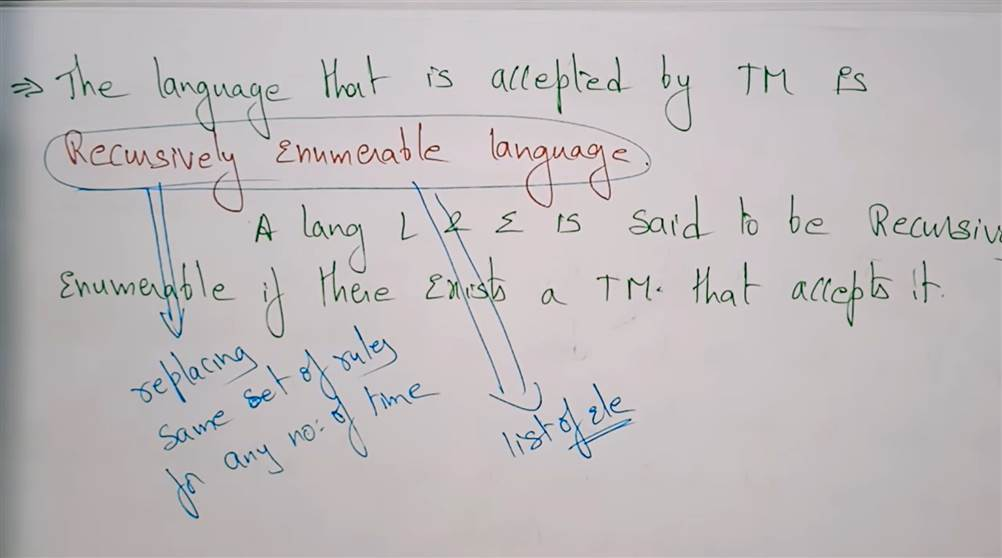 ⇒ The language that is accepted by TM is
Recursively Enumerable language.
A lang L & Σ is said to be Recursiv
Enumerable if there Exists a TM. that accepts it.
replacing
same set of rules
for any no: of time
list of ele